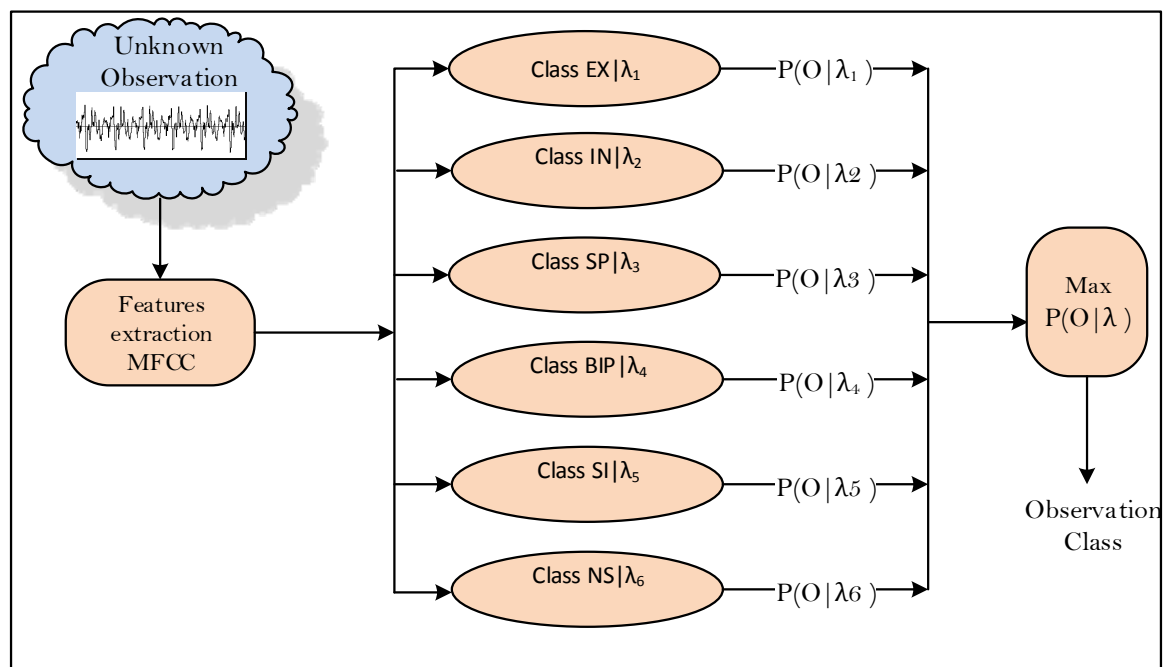 Unknown
Observation
Features
extraction
MFCC
Class EX|λ₁
P(O|λ₁)
Class IN|λ₂
P(O|λ2)
Class SP|λ₃
P(O|λ3)
Class BIP|λ₄
P(O|λ₄)
Class SI|λ₅
P(O|λ5)
Class NS|λ₆
P(O|λ6)
Max
P(O|λ)
Observation
Class